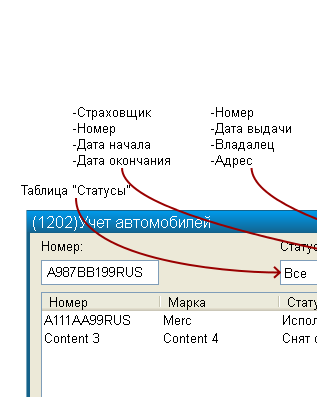 -Страховщик
-Номер
-Дата начала
-Дата окончания
-Номер
-Дата выдачи
-Владалец
-Адрес
Таблица "Статусы"
(1202)Учет автомобилей
Номер:
A987BB199RUS
Все
Номер Марка
A111AA99RUS Merc
Content 3 Content 4 Снят